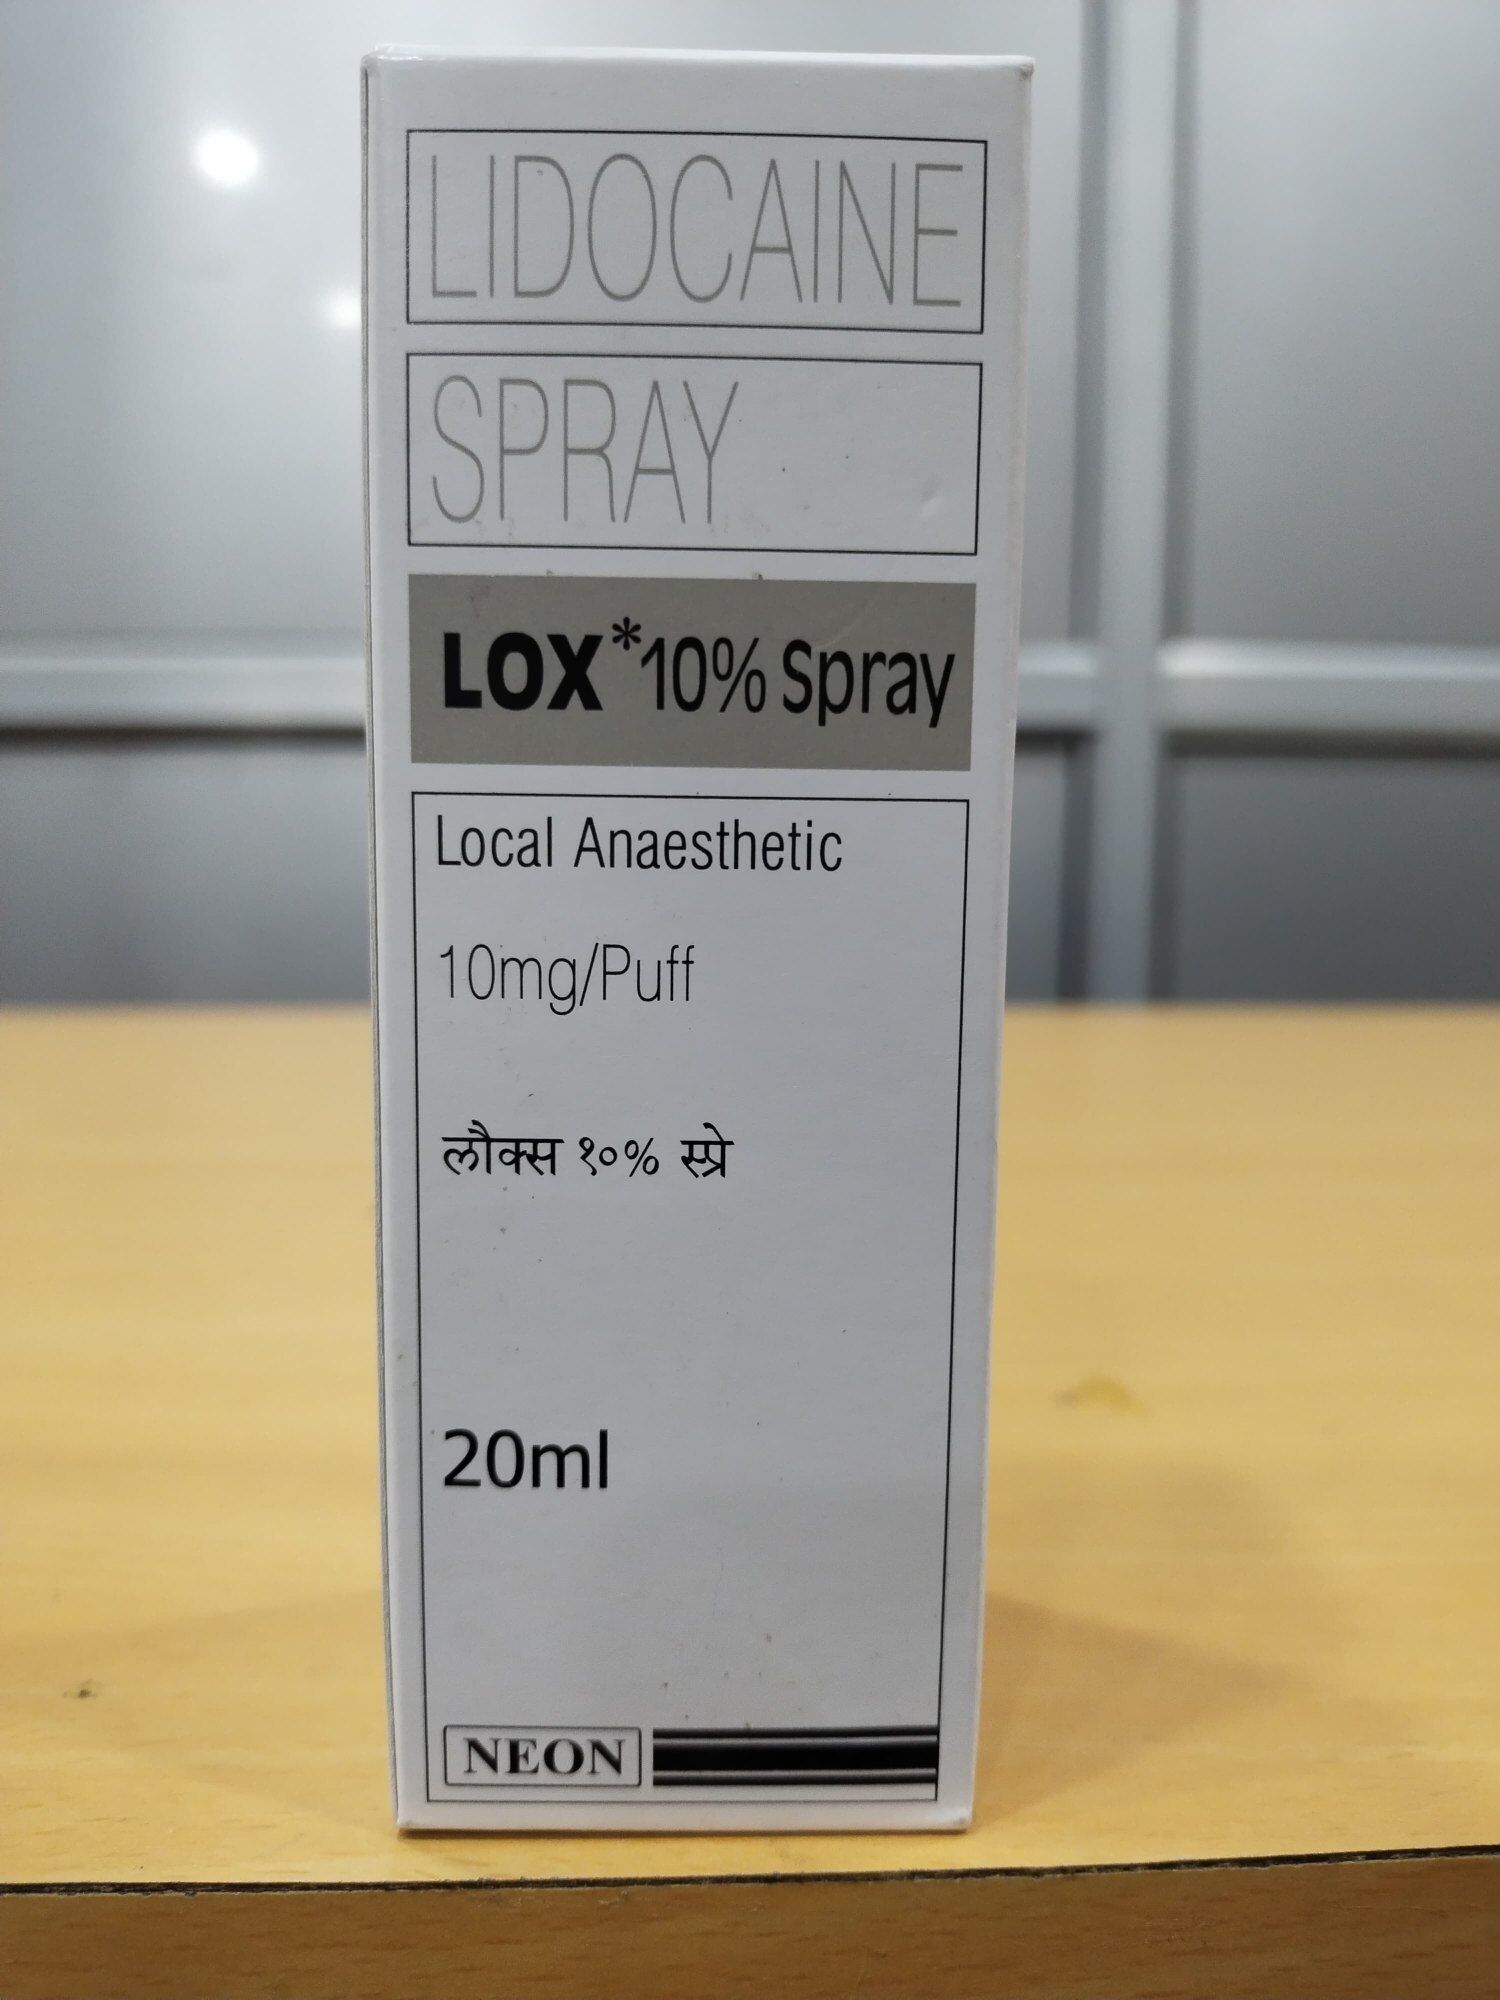 LIDOCAINE
SPRAY
LOX*10% Spray
Local Anaesthetic
10mg/Puff
लौक्स १०% स्प्रे
20ml
NEON